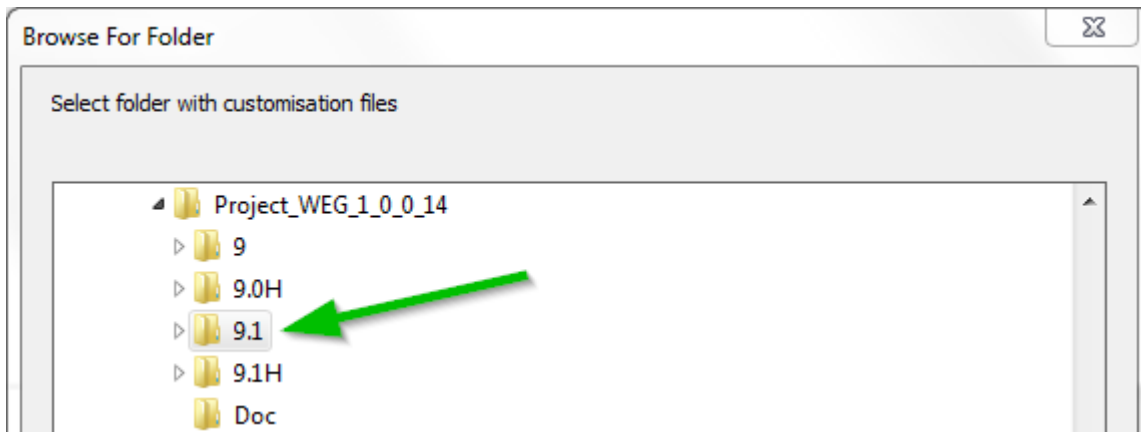 Browse For Folder
Select folder with customisation files
Project_WEG_1_0_0_14
9
9.0H
9.1
9.1H
Doc